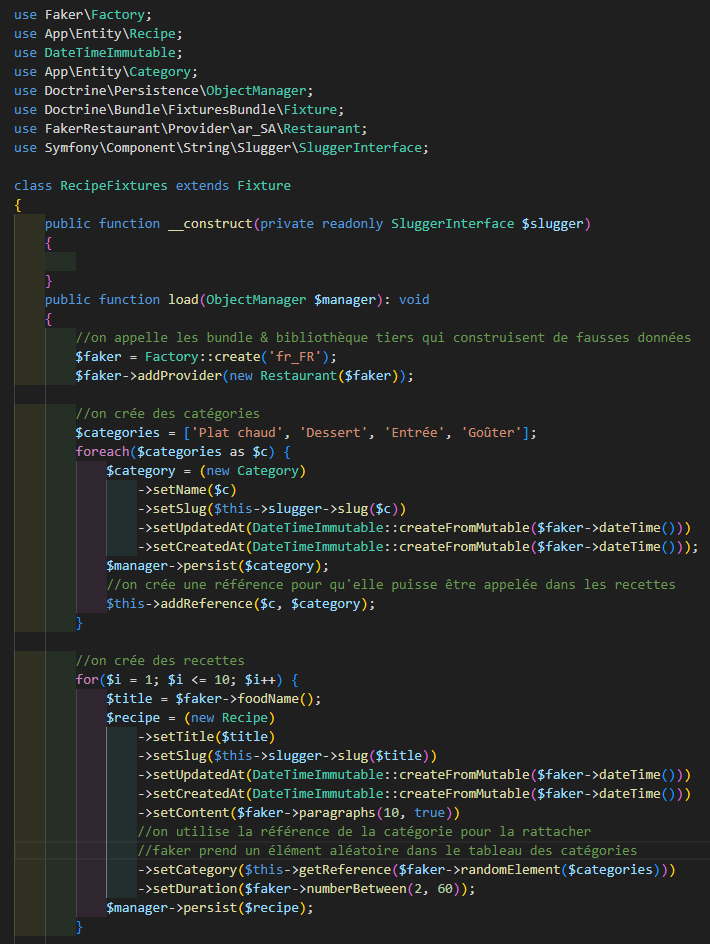 use Faker\Factory;
use App\Entity\Recipe;
use DateTimeImmutable;
use App\Entity\Category;
use Doctrine\Persistence\ObjectManager;
use Doctrine\Bundle\FixturesBundle\Fixture;
use FakerRestaurant\Provider\ar_SA\Restaurant;
use Symfony\Component\String\Slugger\SluggerInterface;

class RecipeFixtures extends Fixture
{
    public function __construct(private readonly SluggerInterface $slugger)
    {

    }
    public function load(ObjectManager $manager): void
    {
        //on appelle les bundle & bibliothèque tiers qui construisent de fausses données
        $faker = Factory::create('fr_FR');
        $faker->addProvider(new Restaurant($faker));

        //on crée des catégories
        $categories = ['Plat chaud', 'Dessert', 'Entrée', 'Goûter'];
        foreach($categories as $c) {
            $category = (new Category)
                ->setName($c)
                ->setSlug($this->slugger->slug($c))
                ->setUpdatedAt(DateTimeImmutable::createFromMutable($faker->dateTime()))
                ->setCreatedAt(DateTimeImmutable::createFromMutable($faker->dateTime()));
            $manager->persist($category);
            //on crée une référence pour qu'elle puisse être appelée dans les recettes
            $this->addReference($c, $category);
        }

        //on crée des recettes
        for($i = 1; $i <= 10; $i++) {
            $title = $faker->foodName();
            $recipe = (new Recipe)
                ->setTitle($title)
                ->setSlug($this->slugger->slug($title))
                ->setUpdatedAt(DateTimeImmutable::createFromMutable($faker->dateTime()))
                ->setCreatedAt(DateTimeImmutable::createFromMutable($faker->dateTime()))
                ->setContent($faker->paragraphs(10, true))
                //on utilise la référence de la catégorie pour la rattacher
                //faker prend un élément aléatoire dans le tableau des catégories
                ->setCategory($this->getReference($faker->randomElement($categories)))
                ->setDuration($faker->numberBetween(2, 60));
            $manager->persist($recipe);
        }